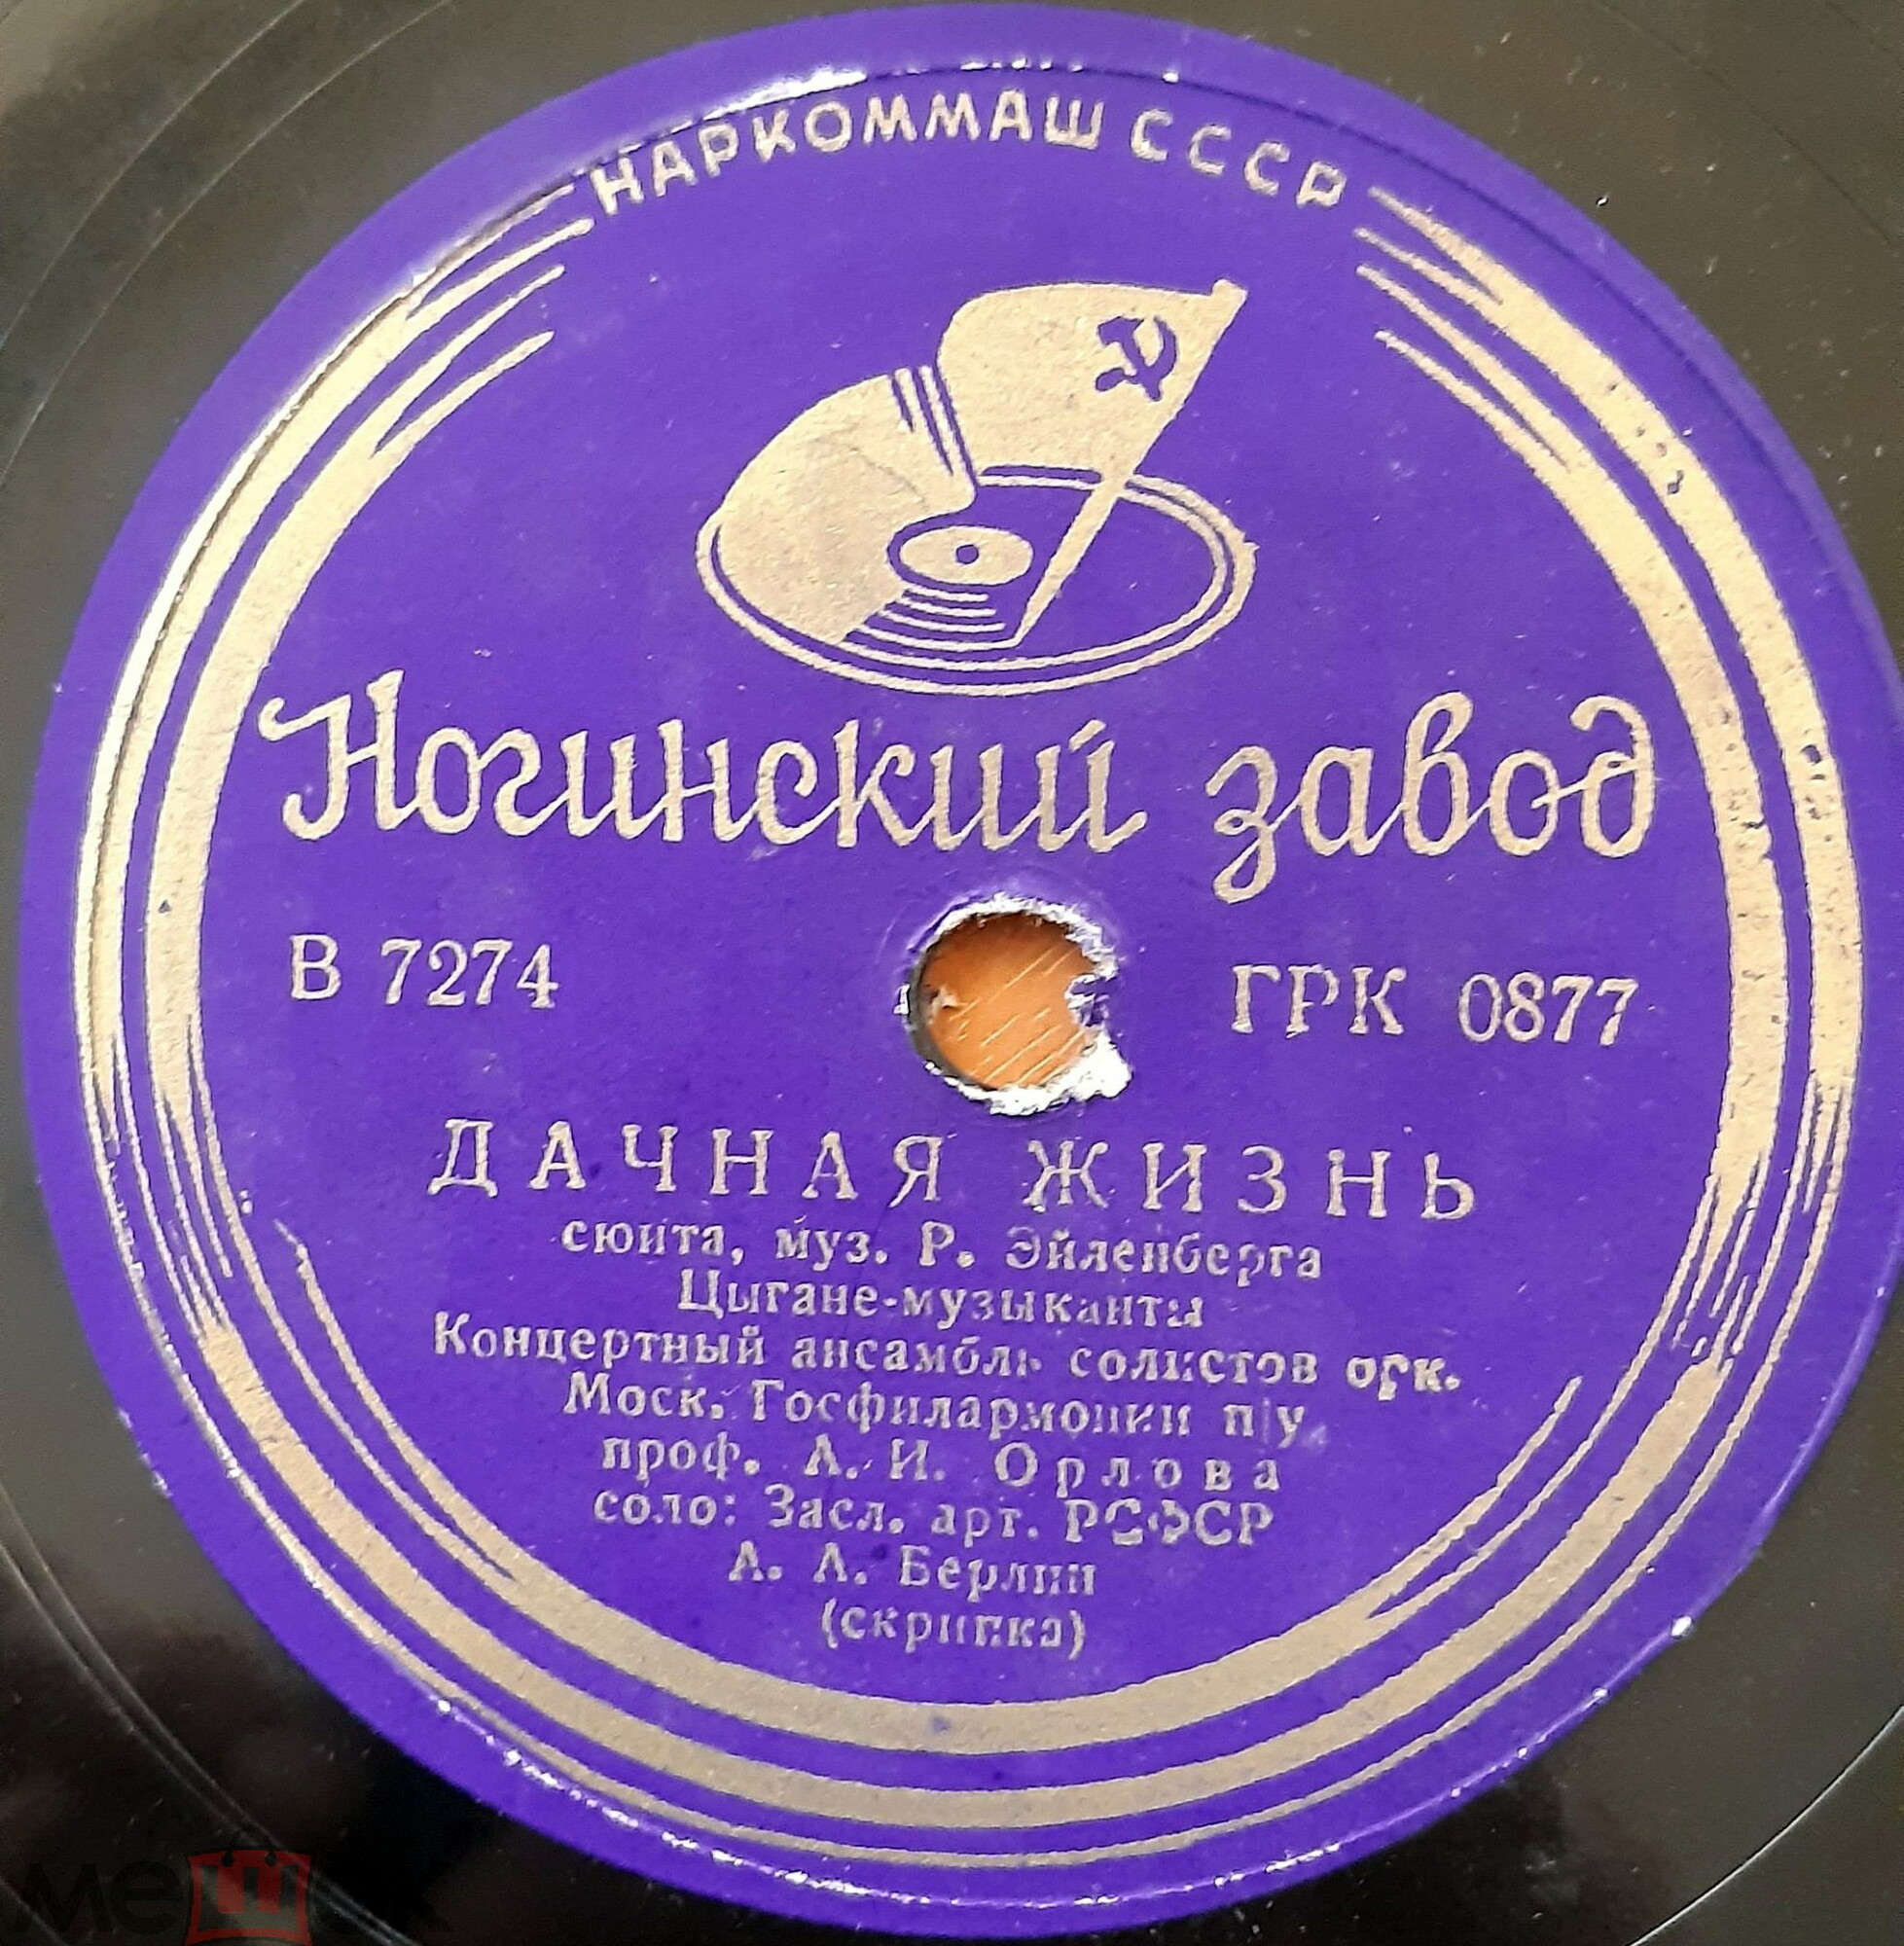 НАРКОММАШ СССР
Ногинский завод
В 7274 ГРК 0877
ДАЧНАЯ ЖИЗНЬ
сюита, муз. Р. Эйленберга
Цыгане-музыканты
Концертный ансамбль солистов орк.
Моск. Госфилармонии п/у
проф. А. И. Орлова
соло: Засл. арт. РСФСР
А. А. Берлин
(скрипка)
мешок